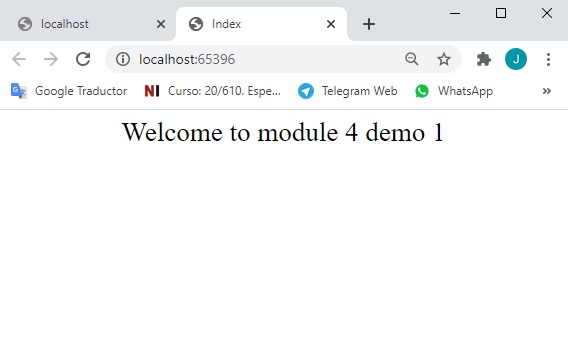 localhost
Index
localhost:65396
J
Google Traductor
NI Curso: 20/610. Espe...
Telegram Web
WhatsApp
Welcome to module 4 demo 1